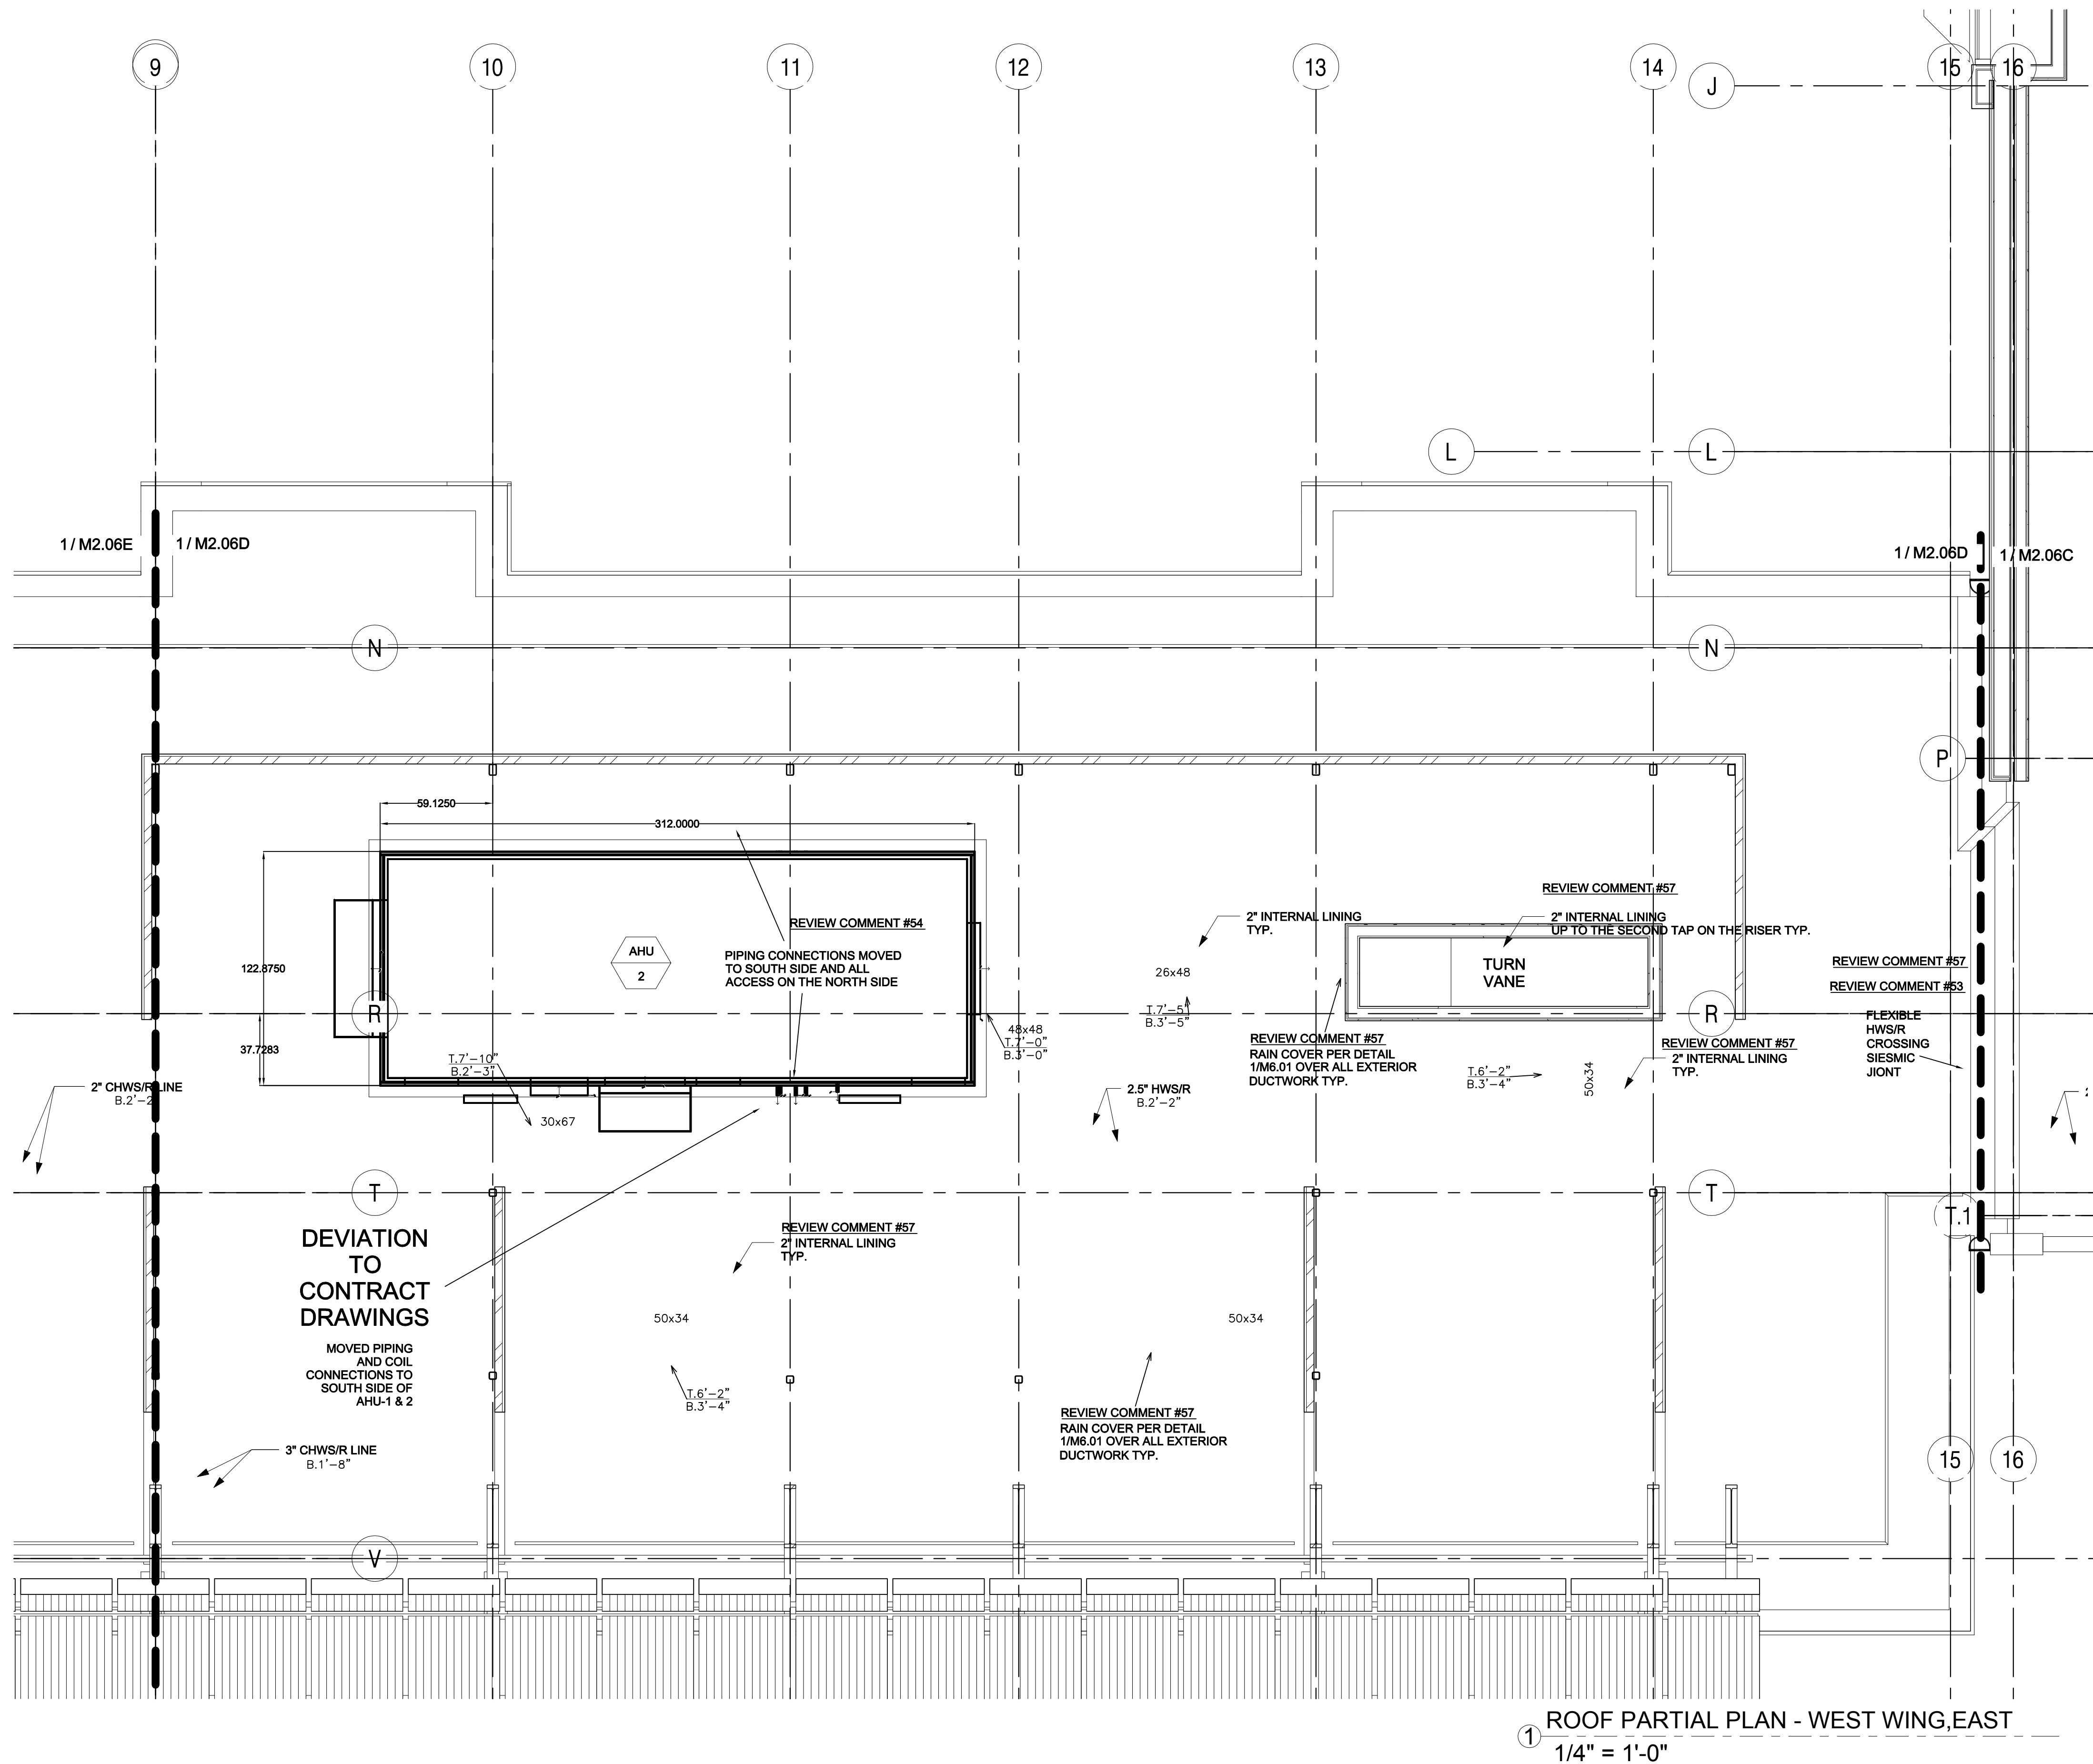 9
10
11
12
13
14
15
16
J
L
L
1 / M2.06E
1 / M2.06D
1 / M2.06D
1 / M2.06C
N
N
P
59.1250
312.0000
REVIEW COMMENT #54
PIPING CONNECTIONS MOVED
TO SOUTH SIDE AND ALL
ACCESS ON THE NORTH SIDE
AHU
2
122.8750
37.7283
R
R
2" INTERNAL LINING
TYP.
26x48
T.7'-5"
B.3'-5"
48x48
T.7'-0"
B.3'-0"
REVIEW COMMENT #57
2" INTERNAL LINING
UP TO THE SECOND TAP ON THE RISER TYP.
TURN
VANE
REVIEW COMMENT #57
REVIEW COMMENT #53
FLEXIBLE
HWS/R
CROSSING
SIESMIC
JIONT
REVIEW COMMENT #57
RAIN COVER PER DETAIL
1/M6.01 OVER ALL EXTERIOR
DUCTWORK TYP.
REVIEW COMMENT #57
2" INTERNAL LINING
TYP.
T.6'-2"
B.3'-4"
50x34
T.7'-10"
B.2'-3"
30x67
2" CHWS/R LINE
B.2'-2
2.5" HWS/R
B.2'-2"
T
T
T.1
DEVIATION
TO
CONTRACT
DRAWINGS
MOVED PIPING
AND COIL
CONNECTIONS TO
SOUTH SIDE OF
AHU-1 & 2
REVIEW COMMENT #57
2" INTERNAL LINING
TYP.
50x34
50x34
T.6'-2"
B.3'-4"
REVIEW COMMENT #57
RAIN COVER PER DETAIL
1/M6.01 OVER ALL EXTERIOR
DUCTWORK TYP.
3" CHWS/R LINE
B.1'-8"
15
16
V
1
ROOF PARTIAL PLAN - WEST WING,EAST
1/4" = 1'-0"